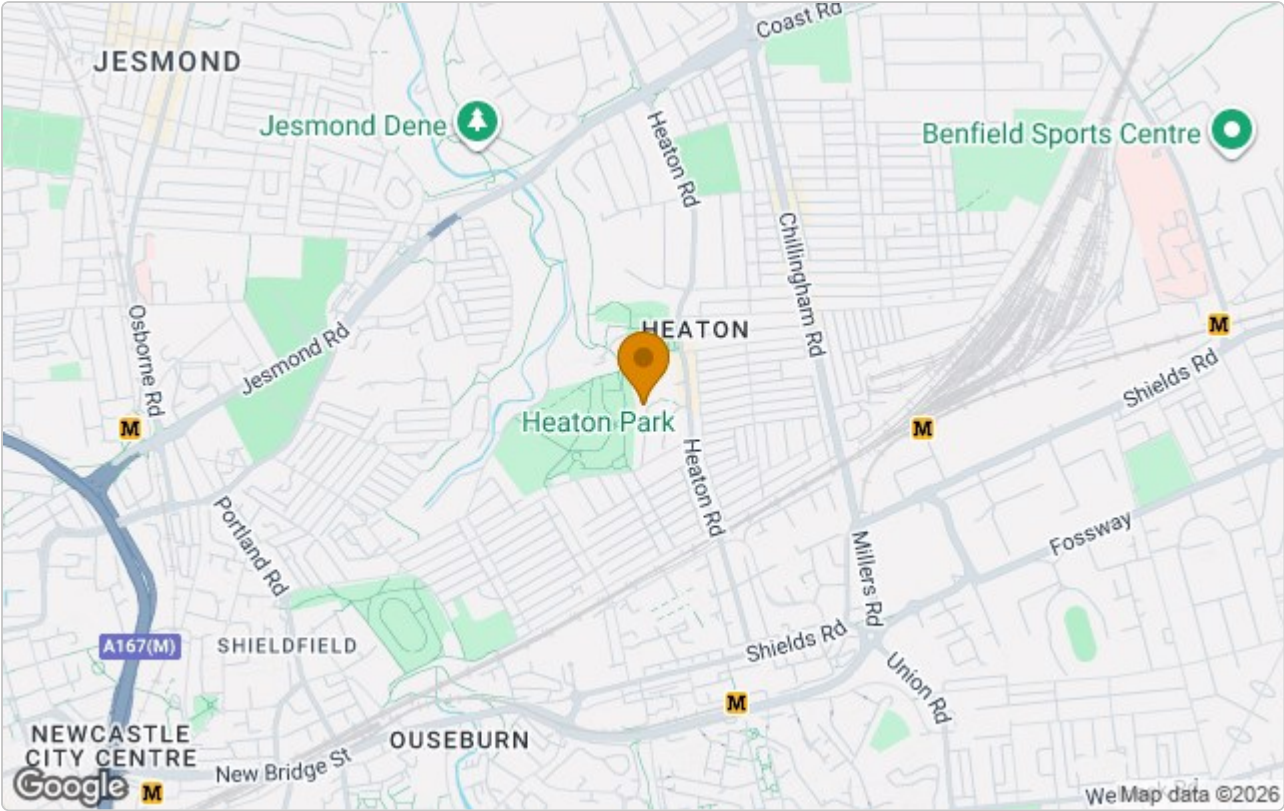 Coast Rd
JESMOND
Jesmond Dene
Heaton Rd
Benfield Sports Centre
Chillingham Rd
Osborne Rd
HEATON
M
Jesmond Rd
Shields Rd
M
M
Heaton Park
Heaton Rd
Portland Rd
Fossway
Millers Rd
A167(M)
SHIELDFIELD
Shields Rd
Union Rd
M
NEWCASTLE
CITY CENTRE
OUSEBURN
New Bridge St
Google
M
Map data ©2026